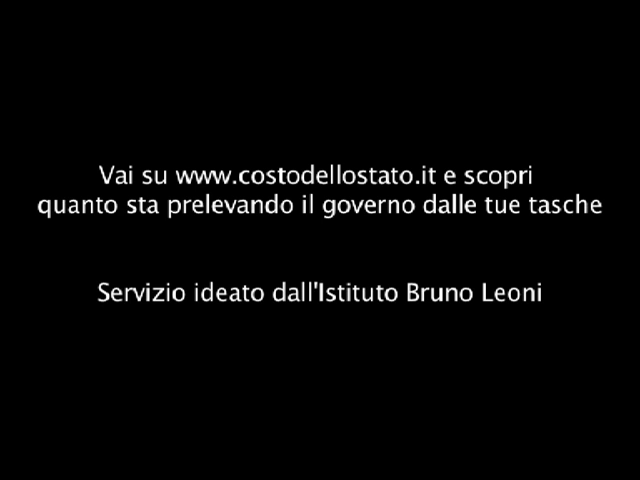 Vai su www.costodellostato.it e scopri
quanto sta prelevando il governo dalle tue tasche
Servizio ideato dall'Istituto Bruno Leoni